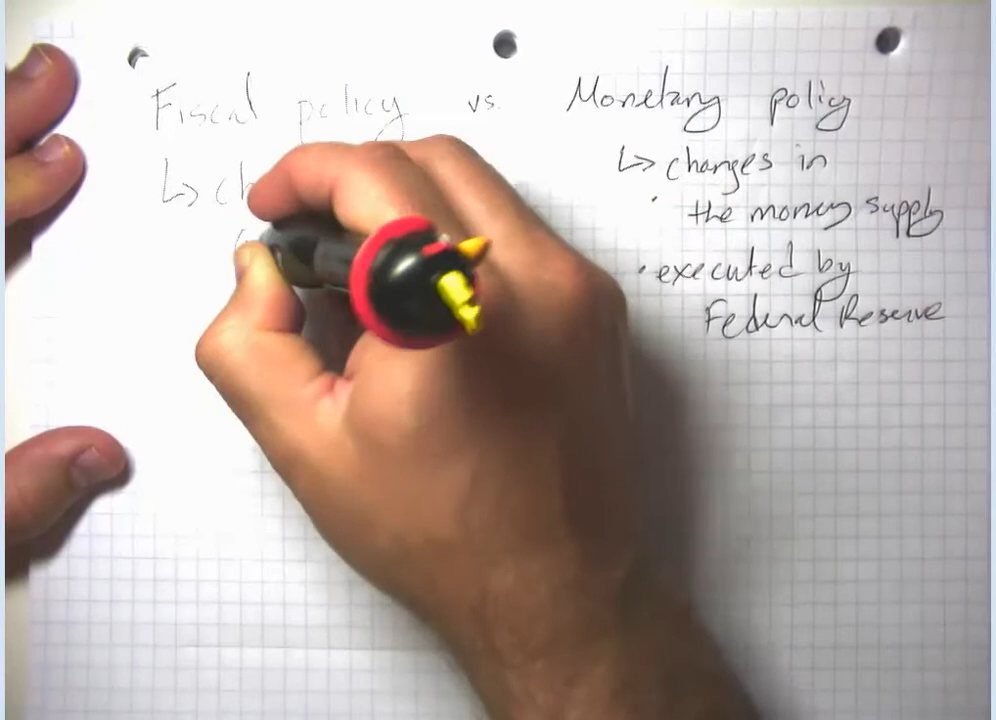 Fiscal policy vs. Monetary policy
↳ changes in
the money supply
• executed by
Federal Reserve